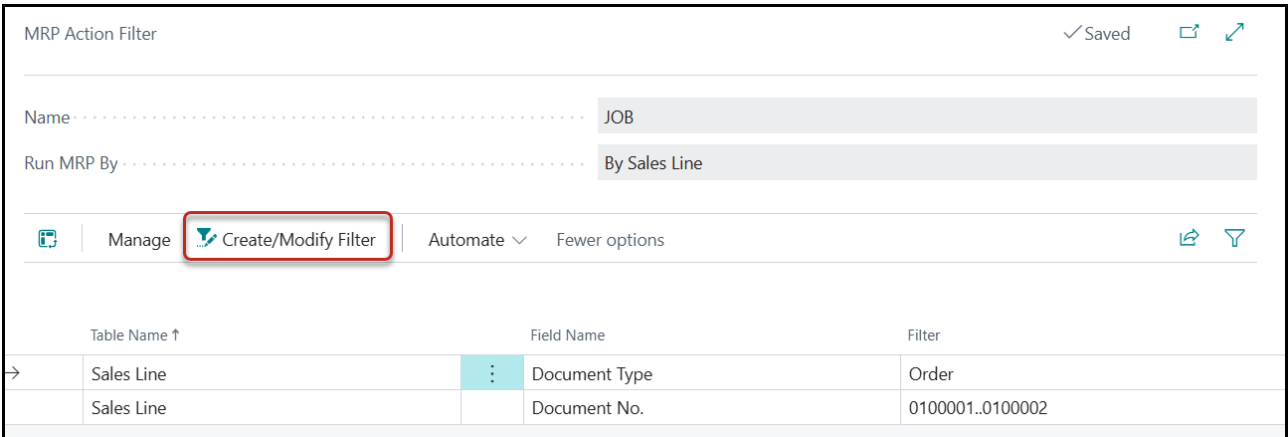 MRP Action Filter
Saved
Name
JOB
Run MRP By
By Sales Line
Manage
Create/Modify Filter
Automate
Fewer options
Table Name ↑
Field Name
Filter
Sales Line
Document Type
Order
Sales Line
Document No.
0100001..0100002